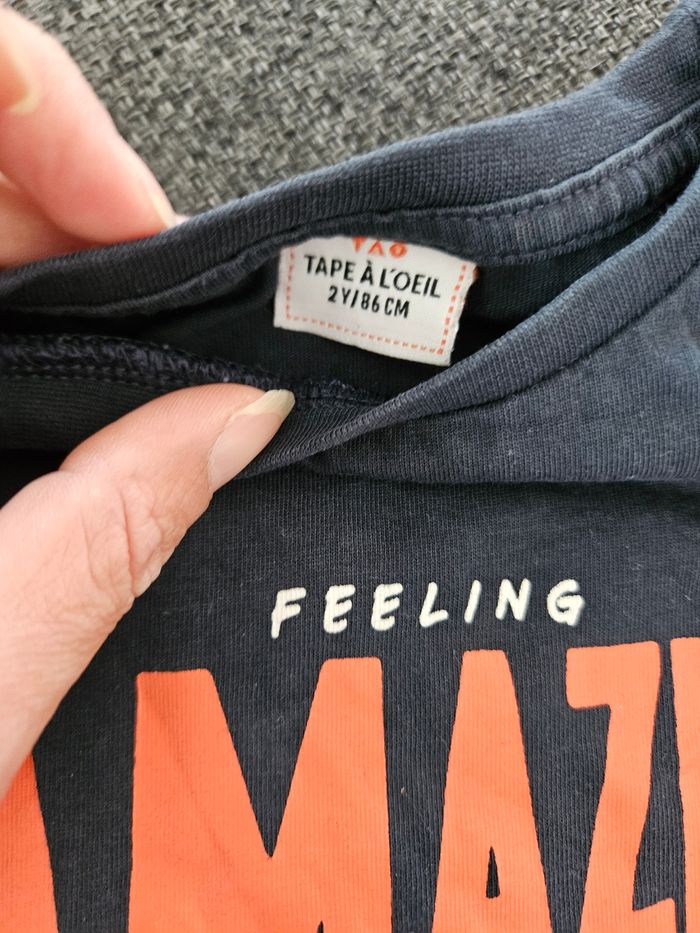 TAO
TAPE À L'OEIL
2Y/86 CM
FEELING